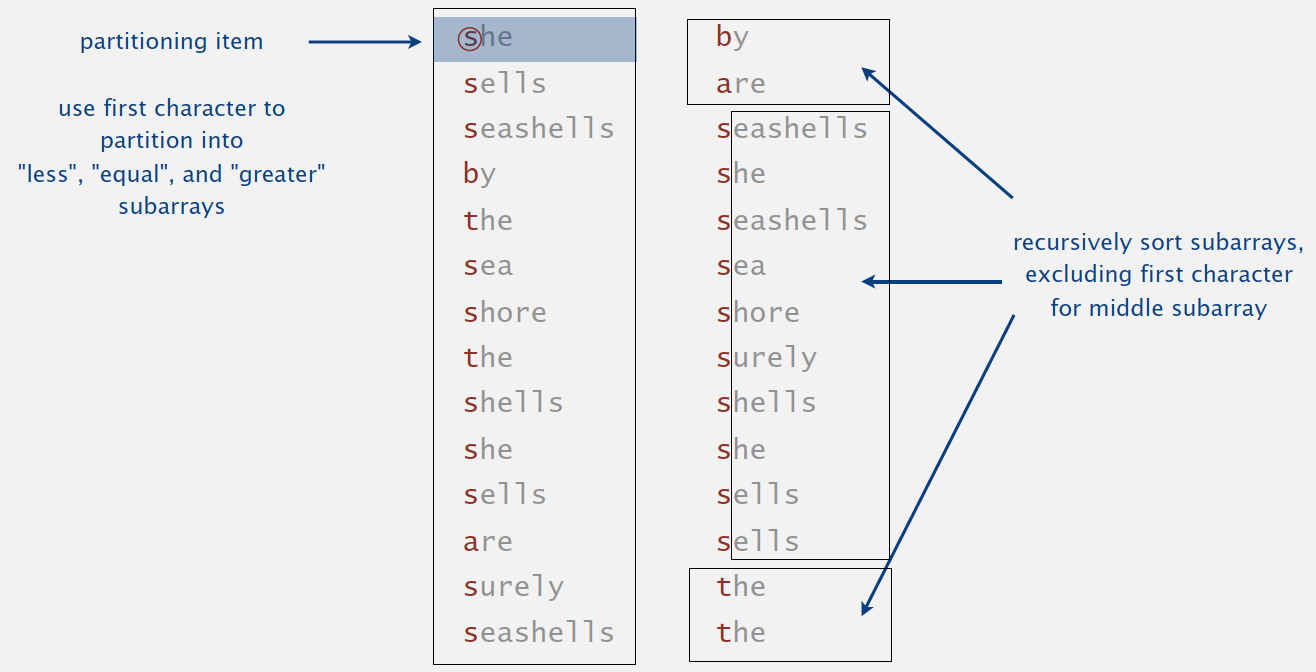 partitioning item
use first character to
partition into
"less", "equal", and "greater"
subarrays
she
sells
seashells
by
the
sea
shore
the
shells
she
sells
are
surely
seashells
by
are
seashells
she
seashells
sea
shore
surely
shells
she
sells
sells
the
the
recursively sort subarrays,
excluding first character
for middle subarray